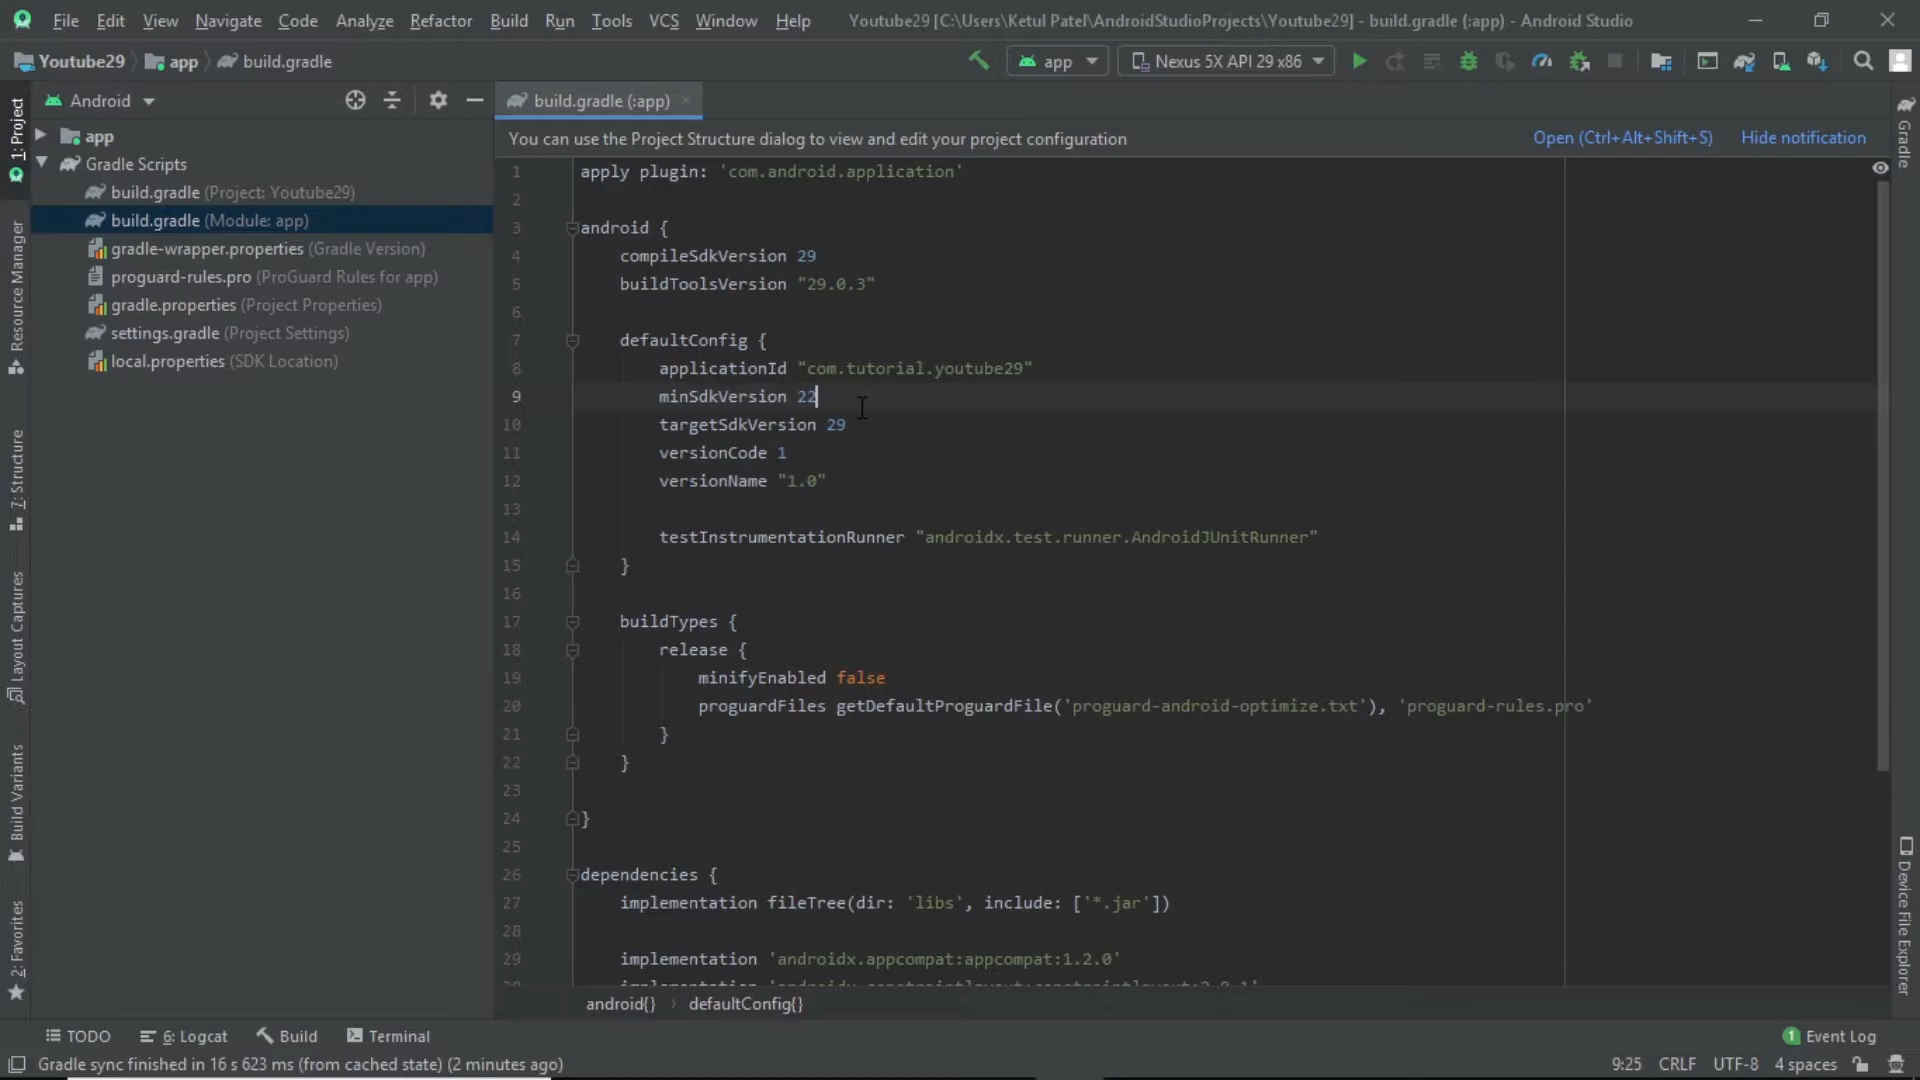 File Edit View Navigate Code Analyze Refactor Build Run Tools VCS Window Help Youtube29 [C:\Users\Ketul Patel\AndroidStudioProjects\Youtube29] - build.gradle (:app) - Android Studio
Youtube29 app build.gradle app Nexus 5X API 29 x86
1: Project
Resource Manager
7: Structure
Layout Captures
Build Variants
2: Favorites
Android
app
Gradle Scripts
build.gradle (Project: Youtube29)
build.gradle (Module: app)
gradle-wrapper.properties (Gradle Version)
proguard-rules.pro (ProGuard Rules for app)
gradle.properties (Project Properties)
settings.gradle (Project Settings)
local.properties (SDK Location)
build.gradle (:app)
You can use the Project Structure dialog to view and edit your project configuration Open (Ctrl+Alt+Shift+S) Hide notification
1 apply plugin: 'com.android.application'
2
3 android {
4 compileSdkVersion 29
5 buildToolsVersion "29.0.3"
6
7 defaultConfig {
8 applicationId "com.tutorial.youtube29"
9 minSdkVersion 22
10 targetSdkVersion 29
11 versionCode 1
12 versionName "1.0"
13
14 testInstrumentationRunner "androidx.test.runner.AndroidJUnitRunner"
15 }
16
17 buildTypes {
18 release {
19 minifyEnabled false
20 proguardFiles getDefaultProguardFile('proguard-android-optimize.txt'), 'proguard-rules.pro'
21 }
22 }
23
24 }
25
26 dependencies {
27 implementation fileTree(dir: 'libs', include: ['*.jar'])
28
29 implementation 'androidx.appcompat:appcompat:1.2.0'
android{} › defaultConfig{}
Gradle
Device File Explorer
TODO 6: Logcat Build Terminal 1 Event Log
Gradle sync finished in 16 s 623 ms (from cached state) (2 minutes ago) 9:25 CRLF UTF-8 4 spaces